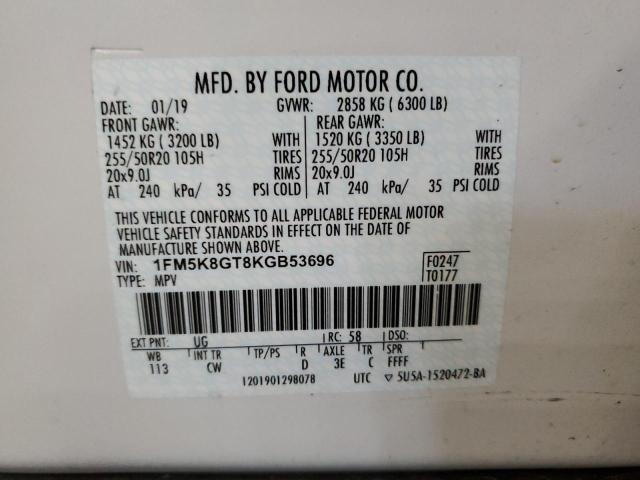 MFD. BY FORD MOTOR CO.
DATE: 01/19 GVWR: 2858 KG ( 6300 LB)
FRONT GAWR: REAR GAWR:
1452 KG ( 3200 LB) WITH 1520 KG ( 3350 LB) WITH
255/50R20 105H TIRES 255/50R20 105H TIRES
20x9.0J RIMS 20x9.0J RIMS
AT 240 kPa/ 35 PSI COLD AT 240 kPa/ 35 PSI COLD
THIS VEHICLE CONFORMS TO ALL APPLICABLE FEDERAL MOTOR
VEHICLE SAFETY STANDARDS IN EFFECT ON THE DATE OF
MANUFACTURE SHOWN ABOVE.
VIN: 1FM5K8GT8KGB53696 F0247
TYPE: MPV T0177
EXT PNT: UG RC: 58 DSO:
WB INT TR TP/PS R AXLE TR SPR
113 CW D 3E C FFFF
1201901298078 UTC ▽ 5U5A-1520472-BA